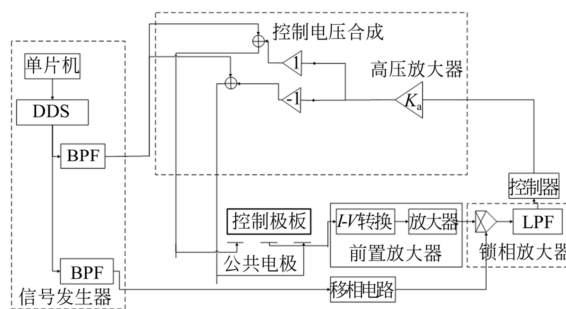 控制电压合成
单片机
1
高压放大器
DDS
-1
Ka
BPF
控制器
控制极板
I-V转换
放大器
LPF
公共电极
前置放大器
锁相放大器
BPF
移相电路
信号发生器